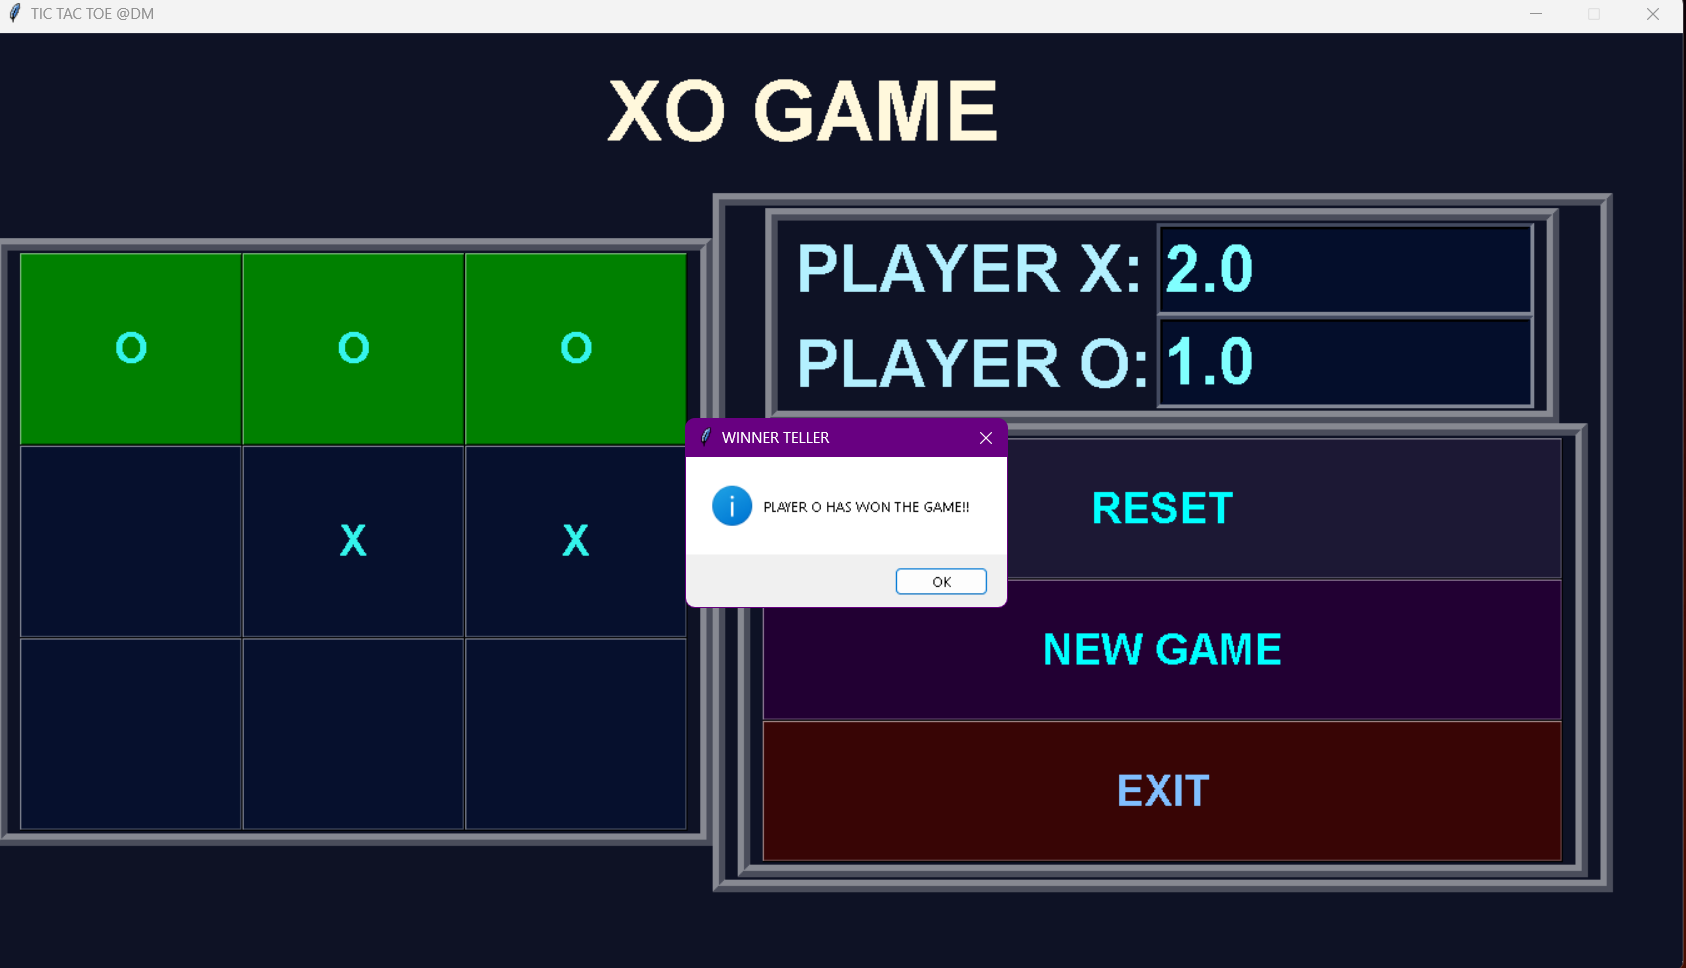 TIC TAC TOE @DM
XO GAME
PLAYER X: 2.0
PLAYER O: 1.0
O O O
X X
WINNER TELLER
PLAYER O HAS WON THE GAME!!
OK
RESET
NEW GAME
EXIT